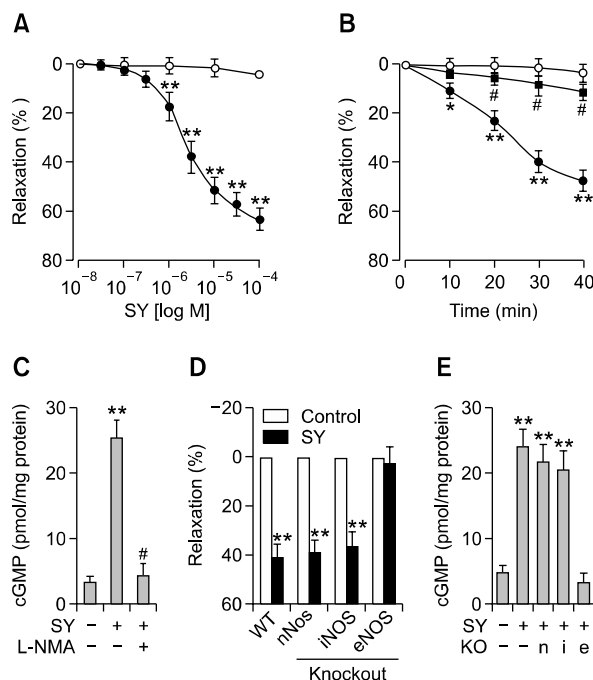 A
Relaxation (%)
0
20
40
60
80
**
**
**
**
**
10⁻⁸ 10⁻⁷ 10⁻⁶ 10⁻⁵ 10⁻⁴
SY [log M]
B
Relaxation (%)
0
20
40
60
80
# # #
*
**
**
**
0 10 20 30 40
Time (min)
C
cGMP (pmol/mg protein)
30
20
10
0
**
#
SY − + +
L-NMA − − +
D
Relaxation (%)
−20
0
20
40
60
Control
SY
** ** **
WT nNos iNOS eNOS
Knockout
E
cGMP (pmol/mg protein)
30
20
10
0
** ** **
SY − + + + +
KO − − n i e